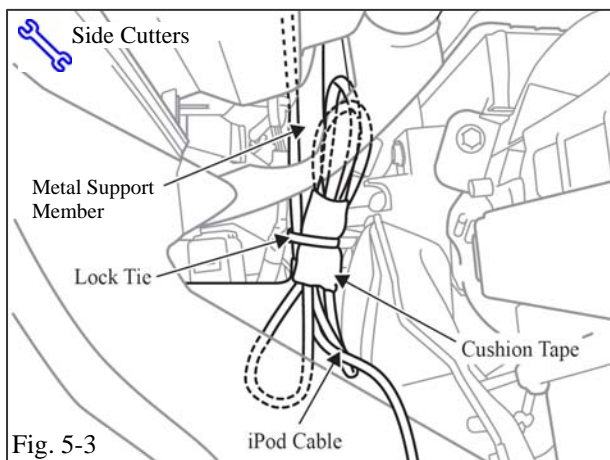 Side Cutters
Metal Support
Member
Lock Tie
Cushion Tape
iPod Cable
Fig. 5-3